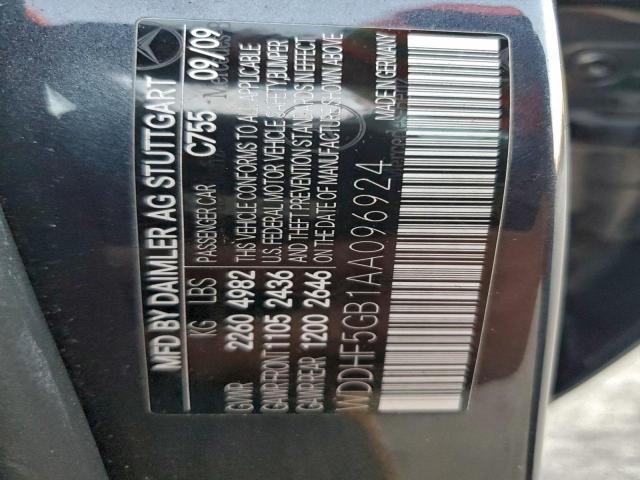 MFD BY DAIMLER AG STUTTGART
KG LBS PASSENGER CAR C755 09/09
GVWR 2260 4982 THIS VEHICLE CONFORMS TO ALL APPLICABLE
GAWR-FRONT 1105 2436 U.S. FEDERAL MOTOR VEHICLE SAFETY, BUMPER
GAWR-REAR 1200 2646 AND THEFT PREVENTION STANDARDS IN EFFECT
ON THE DATE OF MANUFACTURE SHOWN ABOVE
WDDHF5GB1AA096924
MADE IN GERMANY